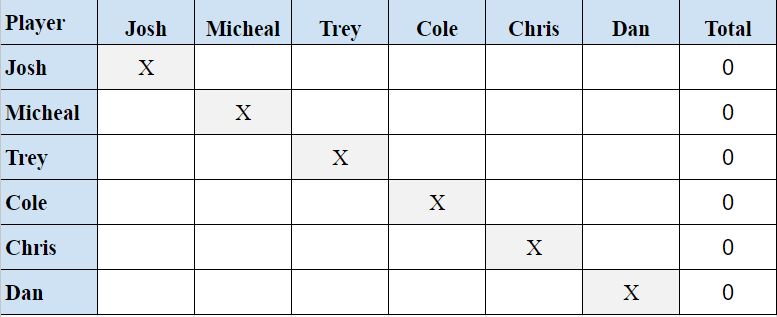 Player Josh Micheal Trey Cole Chris Dan Total
Josh X 0
Micheal X 0
Trey X 0
Cole X 0
Chris X 0
Dan X 0